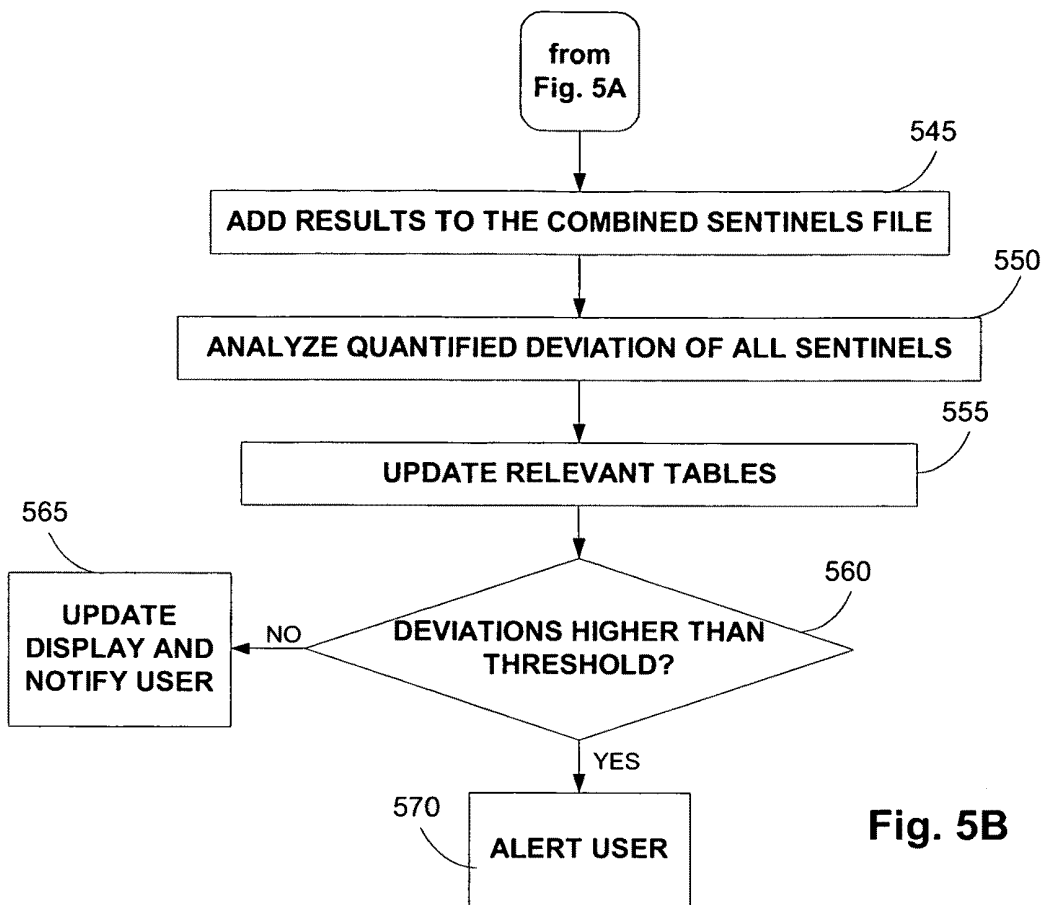 from
Fig. 5A
545
ADD RESULTS TO THE COMBINED SENTINELS FILE
550
ANALYZE QUANTIFIED DEVIATION OF ALL SENTINELS
555
UPDATE RELEVANT TABLES
565
UPDATE
DISPLAY AND
NOTIFY USER
NO
560
DEVIATIONS HIGHER THAN
THRESHOLD?
YES
570
ALERT USER
Fig. 5B